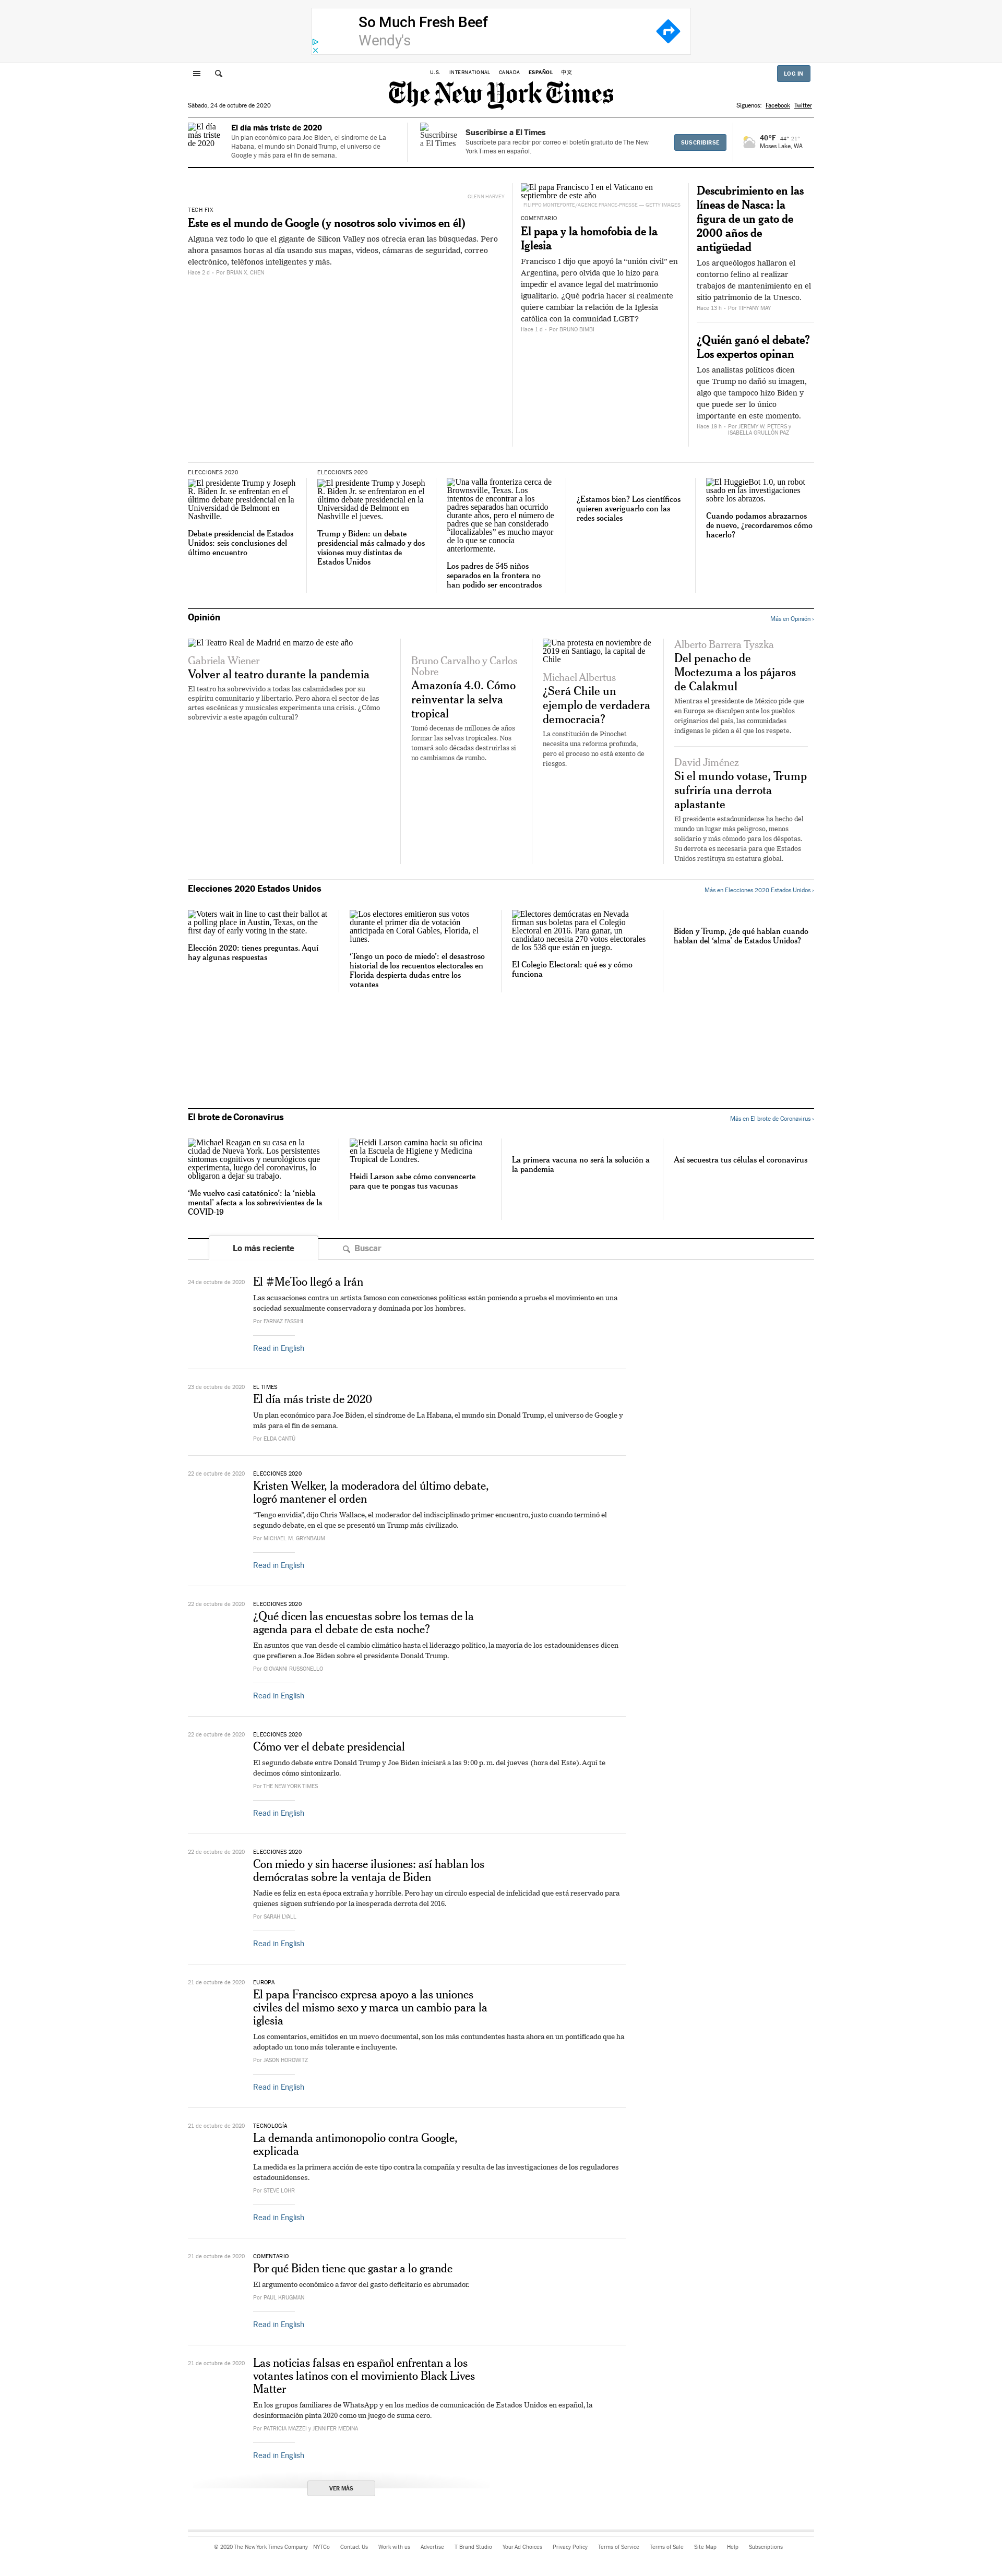 So Much Fresh Beef
Wendy's
U.S. INTERNATIONAL CANADA ESPAÑOL 中文
LOG IN
The New York Times
Sábado, 24 de octubre de 2020
Síguenos: Facebook Twitter
El día más triste de 2020
El día más triste de 2020
Un plan económico para Joe Biden, el síndrome de La
Habana, el mundo sin Donald Trump, el universo de
Google y más para el fin de semana.
Suscribirse a El Times
Suscribirse a El Times
Suscríbete para recibir por correo el boletín gratuito de The New
York Times en español.
SUSCRIBIRSE
40°F 44° 21°
Moses Lake, WA
GLENN HARVEY
TECH FIX
Este es el mundo de Google (y nosotros solo vivimos en él)
Alguna vez todo lo que el gigante de Silicon Valley nos ofrecía eran las búsquedas. Pero
ahora pasamos horas al día usando sus mapas, videos, cámaras de seguridad, correo
electrónico, teléfonos inteligentes y más.
Hace 2 d - Por BRIAN X. CHEN
El papa Francisco I en el Vaticano en
septiembre de este año
FILIPPO MONTEFORTE/AGENCE FRANCE-PRESSE — GETTY IMAGES
COMENTARIO
El papa y la homofobia de la
Iglesia
Francisco I dijo que apoyó la “unión civil” en
Argentina, pero olvida que lo hizo para
impedir el avance legal del matrimonio
igualitario. ¿Qué podría hacer si realmente
quiere cambiar la relación de la Iglesia
católica con la comunidad LGBT?
Hace 1 d - Por BRUNO BIMBI
Descubrimiento en las
líneas de Nasca: la
figura de un gato de
2000 años de
antigüedad
Los arqueólogos hallaron el
contorno felino al realizar
trabajos de mantenimiento en el
sitio patrimonio de la Unesco.
Hace 13 h - Por TIFFANY MAY
¿Quién ganó el debate?
Los expertos opinan
Los analistas políticos dicen
que Trump no dañó su imagen,
algo que tampoco hizo Biden y
que puede ser lo único
importante en este momento.
Hace 19 h - Por JEREMY W. PETERS y
ISABELLA GRULLÓN PAZ
ELECCIONES 2020
El presidente Trump y Joseph
R. Biden Jr. se enfrentan en el
último debate presidencial en la
Universidad de Belmont en
Nashville.
Debate presidencial de Estados
Unidos: seis conclusiones del
último encuentro
ELECCIONES 2020
El presidente Trump y Joseph
R. Biden Jr. se enfrentaron en el
último debate presidencial en la
Universidad de Belmont en
Nashville el jueves.
Trump y Biden: un debate
presidencial más calmado y dos
visiones muy distintas de
Estados Unidos
Una valla fronteriza cerca de
Brownsville, Texas. Los
intentos de encontrar a los
padres separados han ocurrido
durante años, pero el número de
padres que se han considerado
“ilocalizables” es mucho mayor
de lo que se conocía
anteriormente.
Los padres de 545 niños
separados en la frontera no
han podido ser encontrados
¿Estamos bien? Los científicos
quieren averiguarlo con las
redes sociales
El HuggieBot 1.0, un robot
usado en las investigaciones
sobre los abrazos.
Cuando podamos abrazarnos
de nuevo, ¿recordaremos cómo
hacerlo?
Opinión
Más en Opinión ›
El Teatro Real de Madrid en marzo de este año
Gabriela Wiener
Volver al teatro durante la pandemia
El teatro ha sobrevivido a todas las calamidades por su
espíritu comunitario y libertario. Pero ahora el sector de las
artes escénicas y musicales experimenta una crisis. ¿Cómo
sobrevivir a este apagón cultural?
Bruno Carvalho y Carlos
Nobre
Amazonía 4.0. Cómo
reinventar la selva
tropical
Tomó decenas de millones de años
formar las selvas tropicales. Nos
tomará solo décadas destruirlas si
no cambiamos de rumbo.
Una protesta en noviembre de
2019 en Santiago, la capital de
Chile
Michael Albertus
¿Será Chile un
ejemplo de verdadera
democracia?
La constitución de Pinochet
necesita una reforma profunda,
pero el proceso no está exento de
riesgos.
Alberto Barrera Tyszka
Del penacho de
Moctezuma a los pájaros
de Calakmul
Mientras el presidente de México pide que
en Europa se disculpen ante los pueblos
originarios del país, las comunidades
indígenas le piden a él que los respete.
David Jiménez
Si el mundo votase, Trump
sufriría una derrota
aplastante
El presidente estadounidense ha hecho del
mundo un lugar más peligroso, menos
solidario y más cómodo para los déspotas.
Su derrota es necesaria para que Estados
Unidos restituya su estatura global.
Elecciones 2020 Estados Unidos
Más en Elecciones 2020 Estados Unidos ›
Voters wait in line to cast their ballot at
a polling place in Austin, Texas, on the
first day of early voting in the state.
Elección 2020: tienes preguntas. Aquí
hay algunas respuestas
Los electores emitieron sus votos
durante el primer día de votación
anticipada en Coral Gables, Florida, el
lunes.
‘Tengo un poco de miedo’: el desastroso
historial de los recuentos electorales en
Florida despierta dudas entre los
votantes
Electores demócratas en Nevada
firman sus boletas para el Colegio
Electoral en 2016. Para ganar, un
candidato necesita 270 votos electorales
de los 538 que están en juego.
El Colegio Electoral: qué es y cómo
funciona
Biden y Trump, ¿de qué hablan cuando
hablan del ‘alma’ de Estados Unidos?
El brote de Coronavirus
Más en El brote de Coronavirus ›
Michael Reagan en su casa en la
ciudad de Nueva York. Los persistentes
síntomas cognitivos y neurológicos que
experimenta, luego del coronavirus, lo
obligaron a dejar su trabajo.
‘Me vuelvo casi catatónico’: la ‘niebla
mental’ afecta a los sobrevivientes de la
COVID-19
Heidi Larson camina hacia su oficina
en la Escuela de Higiene y Medicina
Tropical de Londres.
Heidi Larson sabe cómo convencerte
para que te pongas tus vacunas
La primera vacuna no será la solución a
la pandemia
Así secuestra tus células el coronavirus
Lo más reciente
Buscar
24 de octubre de 2020
El #MeToo llegó a Irán
Las acusaciones contra un artista famoso con conexiones políticas están poniendo a prueba el movimiento en una
sociedad sexualmente conservadora y dominada por los hombres.
Por FARNAZ FASSIHI
Read in English
23 de octubre de 2020
EL TIMES
El día más triste de 2020
Un plan económico para Joe Biden, el síndrome de La Habana, el mundo sin Donald Trump, el universo de Google y
más para el fin de semana.
Por ELDA CANTÚ
22 de octubre de 2020
ELECCIONES 2020
Kristen Welker, la moderadora del último debate,
logró mantener el orden
“Tengo envidia”, dijo Chris Wallace, el moderador del indisciplinado primer encuentro, justo cuando terminó el
segundo debate, en el que se presentó un Trump más civilizado.
Por MICHAEL M. GRYNBAUM
Read in English
22 de octubre de 2020
ELECCIONES 2020
¿Qué dicen las encuestas sobre los temas de la
agenda para el debate de esta noche?
En asuntos que van desde el cambio climático hasta el liderazgo político, la mayoría de los estadounidenses dicen
que prefieren a Joe Biden sobre el presidente Donald Trump.
Por GIOVANNI RUSSONELLO
Read in English
22 de octubre de 2020
ELECCIONES 2020
Cómo ver el debate presidencial
El segundo debate entre Donald Trump y Joe Biden iniciará a las 9:00 p. m. del jueves (hora del Este). Aquí te
decimos cómo sintonizarlo.
Por THE NEW YORK TIMES
Read in English
22 de octubre de 2020
ELECCIONES 2020
Con miedo y sin hacerse ilusiones: así hablan los
demócratas sobre la ventaja de Biden
Nadie es feliz en esta época extraña y horrible. Pero hay un círculo especial de infelicidad que está reservado para
quienes siguen sufriendo por la inesperada derrota del 2016.
Por SARAH LYALL
Read in English
21 de octubre de 2020
EUROPA
El papa Francisco expresa apoyo a las uniones
civiles del mismo sexo y marca un cambio para la
iglesia
Los comentarios, emitidos en un nuevo documental, son los más contundentes hasta ahora en un pontificado que ha
adoptado un tono más tolerante e incluyente.
Por JASON HOROWITZ
Read in English
21 de octubre de 2020
TECNOLOGÍA
La demanda antimonopolio contra Google,
explicada
La medida es la primera acción de este tipo contra la compañía y resulta de las investigaciones de los reguladores
estadounidenses.
Por STEVE LOHR
Read in English
21 de octubre de 2020
COMENTARIO
Por qué Biden tiene que gastar a lo grande
El argumento económico a favor del gasto deficitario es abrumador.
Por PAUL KRUGMAN
Read in English
21 de octubre de 2020
Las noticias falsas en español enfrentan a los
votantes latinos con el movimiento Black Lives
Matter
En los grupos familiares de WhatsApp y en los medios de comunicación de Estados Unidos en español, la
desinformación pinta 2020 como un juego de suma cero.
Por PATRICIA MAZZEI y JENNIFER MEDINA
Read in English
VER MÁS
© 2020 The New York Times Company NYTCo Contact Us Work with us Advertise T Brand Studio Your Ad Choices Privacy Policy Terms of Service Terms of Sale Site Map Help Subscriptions